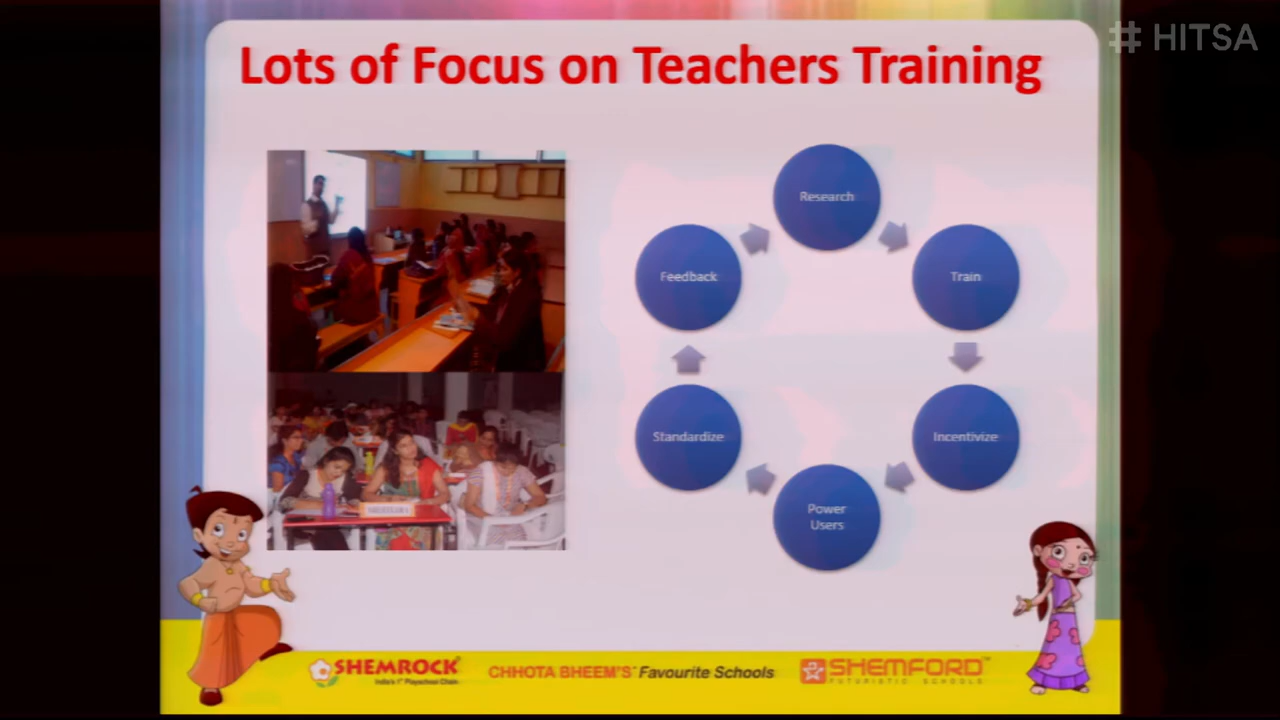 # HITSA
Lots of Focus on Teachers Training
Research
Train
Incentivize
Power
Users
Standardize
Feedback
SHEMROCK
India's 1st Playschool Chain
CHHOTA BHEEM'S Favourite Schools
SHEMFORD™
FUTURISTIC SCHOOLS